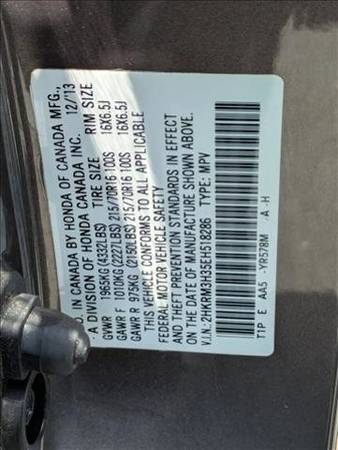 D. IN CANADA BY HONDA OF CANADA MFG.,
A DIVISION OF HONDA CANADA INC. 12/13
GVWR 1965KG(4332LBS) TIRE SIZE RIM SIZE
GAWR F 1010KG(2227LBS)215/70R16 100S 16X6.5J
GAWR R 975KG(2150LBS)215/70R16 100S 16X6.5J
THIS VEHICLE CONFORMS TO ALL APPLICABLE
FEDERAL MOTOR VEHICLE SAFETY AND
THEFT PREVENTION STANDARDS IN EFFECT
ON THE DATE OF MANUFACTURE SHOWN ABOVE.
V.I.N.: 2HKRM3H35EH518286 TYPE: MPV
T1P E AA5 -YR578M A -H